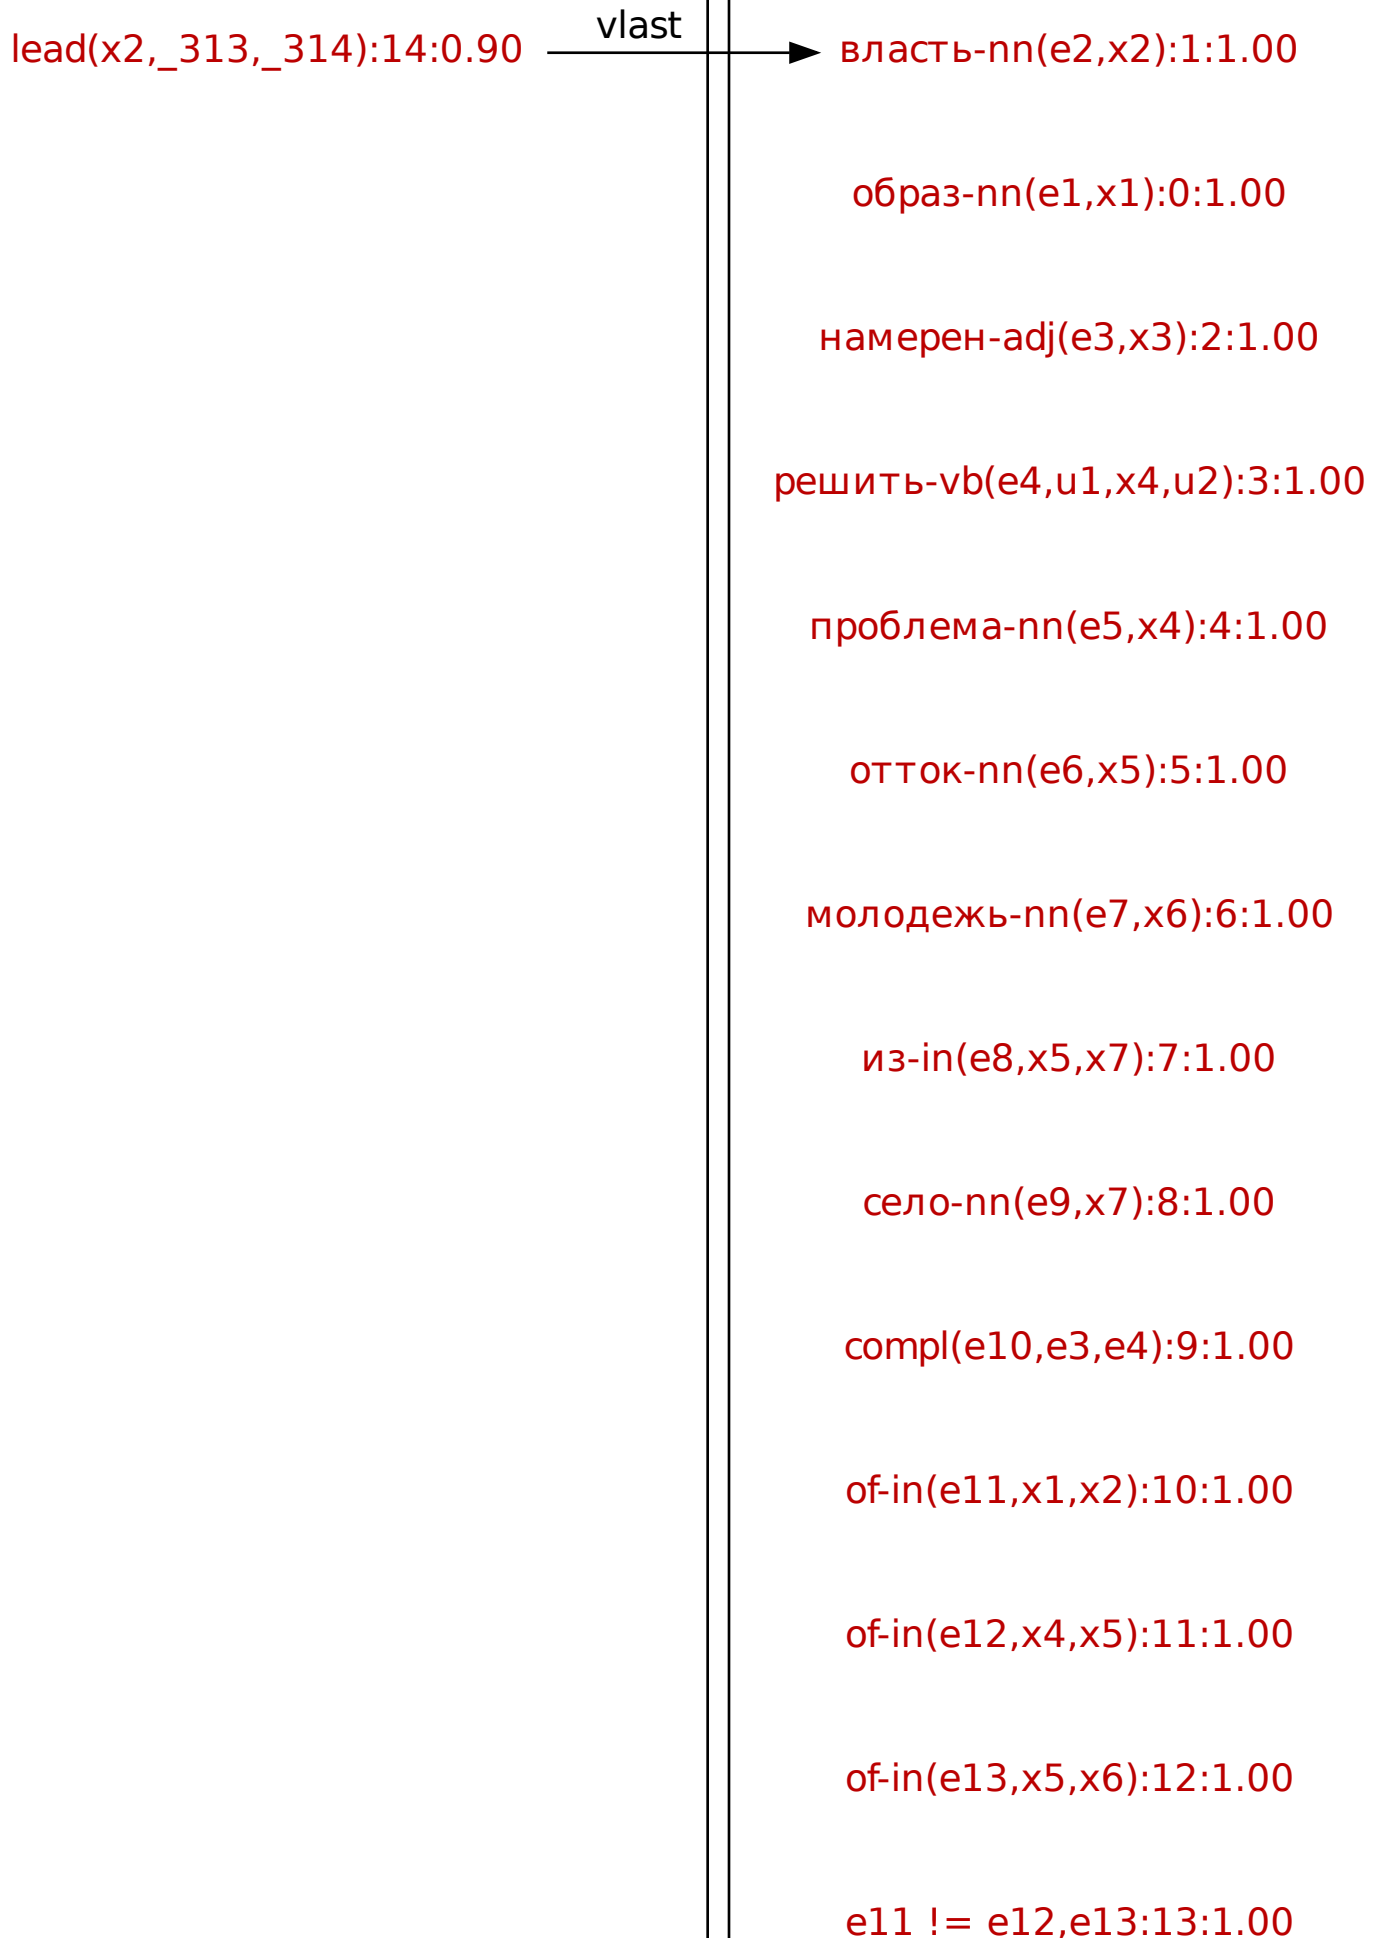 lead(x2,_313,_314):14:0.90
vlast
власть-nn(e2,x2):1:1.00
образ-nn(e1,x1):0:1.00
намерен-adj(e3,x3):2:1.00
решить-vb(e4,u1,x4,u2):3:1.00
проблема-nn(e5,x4):4:1.00
отток-nn(e6,x5):5:1.00
молодежь-nn(e7,x6):6:1.00
из-in(e8,x5,x7):7:1.00
село-nn(e9,x7):8:1.00
compl(e10,e3,e4):9:1.00
of-in(e11,x1,x2):10:1.00
of-in(e12,x4,x5):11:1.00
of-in(e13,x5,x6):12:1.00
e11 != e12,e13:13:1.00